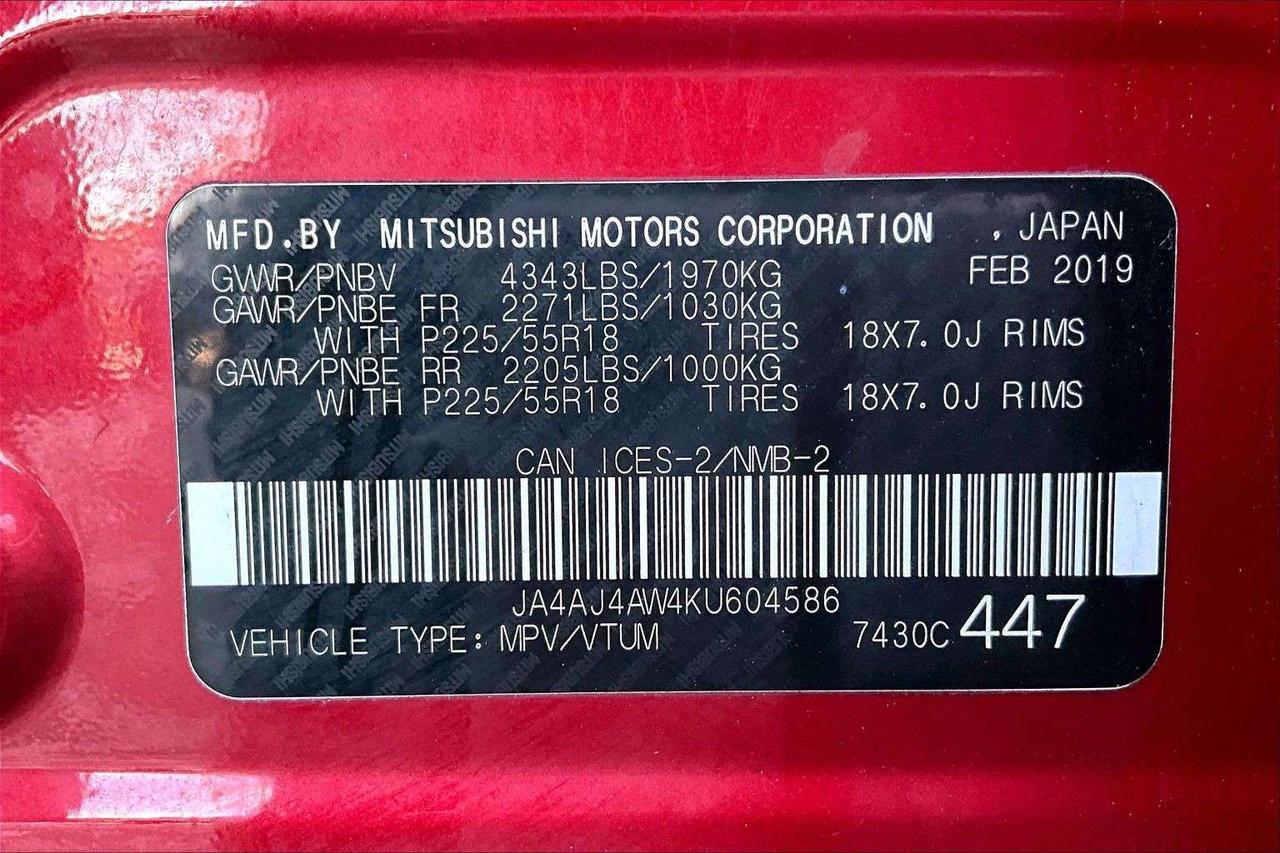 MFD.BY MITSUBISHI MOTORS CORPORATION , JAPAN
GVWR/PNBV 4343LBS/1970KG FEB 2019
GAWR/PNBE FR 2271LBS/1030KG
WITH P225/55R18 TIRES 18X7.0J RIMS
GAWR/PNBE RR 2205LBS/1000KG
WITH P225/55R18 TIRES 18X7.0J RIMS
CAN ICES-2/NMB-2
JA4AJ4AW4KU604586
VEHICLE TYPE: MPV/VTUM 7430C 447